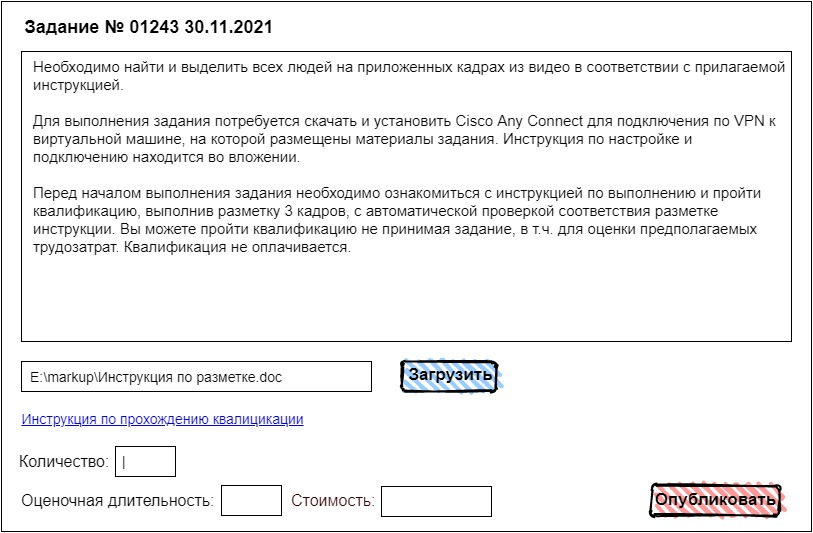 Задание № 01243 30.11.2021
Необходимо найти и выделить всех людей на приложенных кадрах из видео в соответствии с прилагаемой
инструкцией.
Для выполнения задания потребуется скачать и установить Cisco Any Connect для подключения по VPN к
виртуальной машине, на которой размещены материалы задания. Инструкция по настройке и
подключению находится во вложении.
Перед началом выполнения задания необходимо ознакомиться с инструкцией по выполнению и пройти
квалификацию, выполнив разметку 3 кадров, с автоматической проверкой соответствия разметке
инструкции. Вы можете пройти квалификацию не принимая задание, в т.ч. для оценки предполагаемых
трудозатрат. Квалификация не оплачивается.
E:\markup\Инструкция по разметке.doc
Загрузить
Инструкция по прохождению квалицикации
Количество: |
Оценочная длительность: Стоимость:
Опубликовать